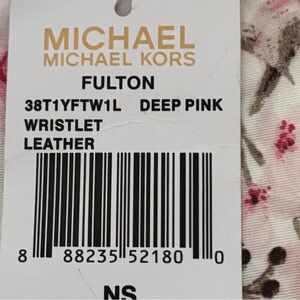 MICHAEL
MICHAEL KORS
FULTON
38T1YFTW1L DEEP PINK
WRISTLET
LEATHER
8 88235 52180 0
NS